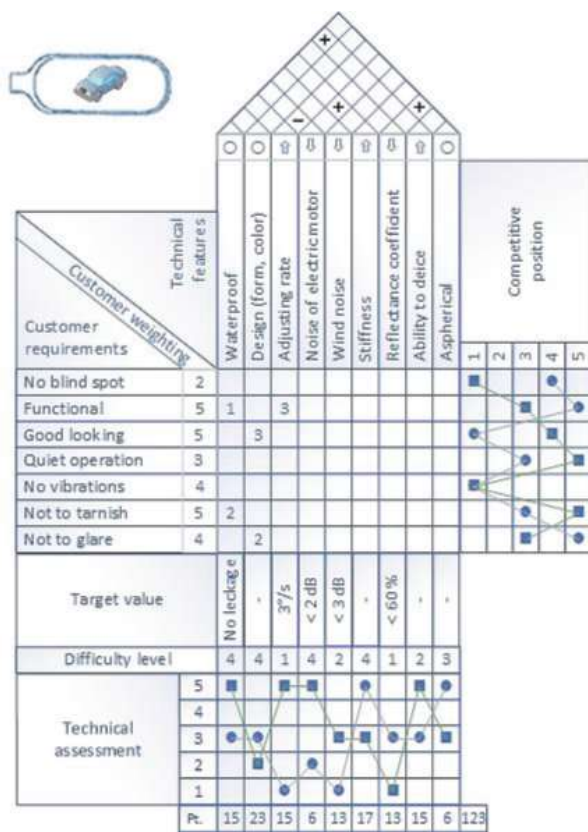 +
+ +
−
Technical features
Customer weighting
Customer requirements
Waterproof
Design (form, color)
Adjusting rate
Noise of electric motor
Wind noise
Stiffness
Reflectance coefficient
Ability to deice
Aspherical
Competitive position
1 2 3 4 5
No blind spot 2
Functional 5 1 3
Good looking 5 3
Quiet operation 3
No vibrations 4
Not to tarnish 5 2
Not to glare 4 2
Target value No leckage - 3°/s < 2 dB < 3 dB - < 60 % - -
Difficulty level 4 4 1 4 2 4 1 2 3
Technical assessment
5
4
3
2
1
Pt. 15 23 15 6 13 17 13 15 6 123